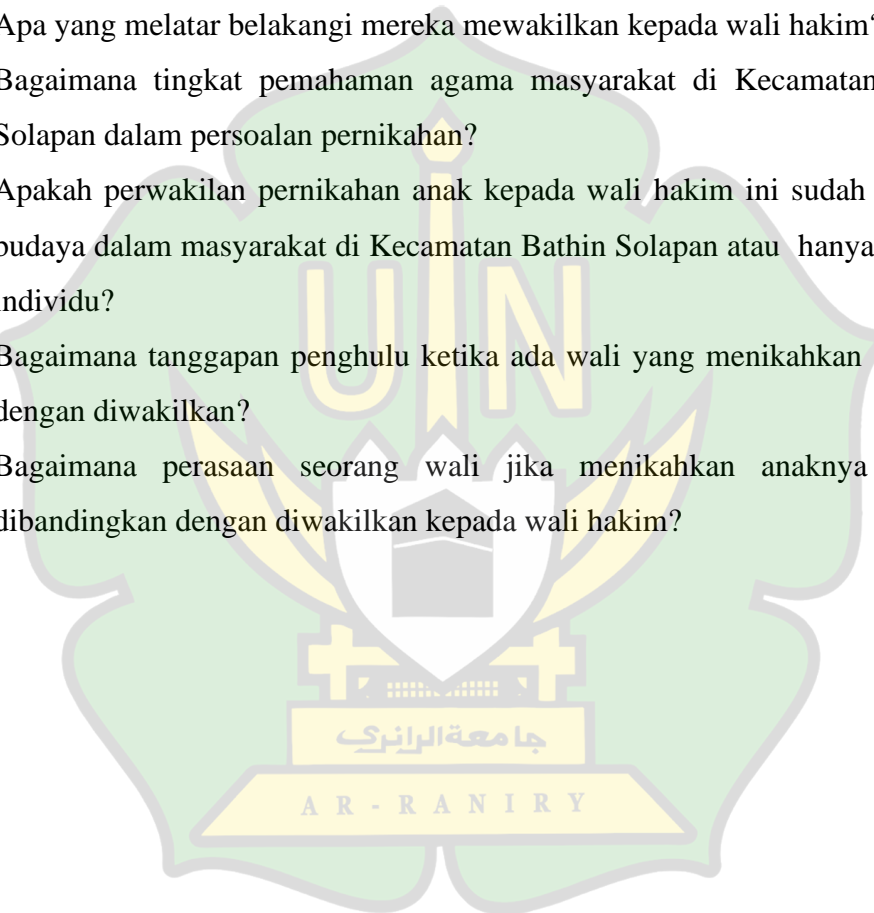 Apa yang melatar belakangi mereka mewakilkan kepada wali hakim?
Bagaimana tingkat pemahaman agama masyarakat di Kecamatan
Solapan dalam persoalan pernikahan?
Apakah perwakilan pernikahan anak kepada wali hakim ini sudah
budaya dalam masyarakat di Kecamatan Bathin Solapan atau hanya
individu?
Bagaimana tanggapan penghulu ketika ada wali yang menikahkan
dengan diwakilkan?
Bagaimana perasaan seorang wali jika menikahkan anaknya
dibandingkan dengan diwakilkan kepada wali hakim?
UIN
جامعة الرانري
AR-RANIRY